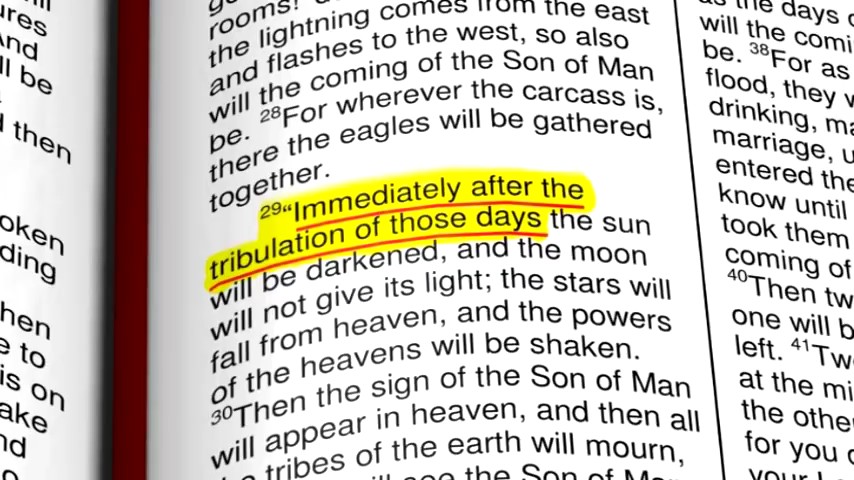 ures
And
ll be
then
oken
ding
hen
e to
is on
ake
nd
rooms!
the lightning comes from the east
and flashes to the west, so also
will the coming of the Son of Man
be. 28For wherever the carcass is,
there the eagles will be gathered
together.
29“Immediately after the
tribulation of those days the sun
will be darkened, and the moon
will not give its light; the stars will
fall from heaven, and the powers
of the heavens will be shaken.
30Then the sign of the Son of Man
will appear in heaven, and then all
tribes of the earth will mourn,
see the Son of Man
as the days
will the comi
be. 38For as
flood, they
drinking, ma
marriage,
entered the
know until
took them
coming of
40Then tw
one will b
left. 41Tw
at the mi
the othe
for you
your